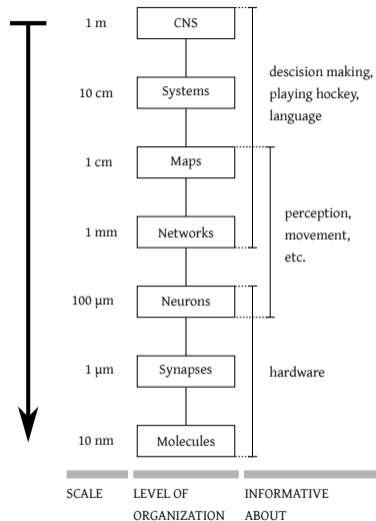 1 m
CNS
10 cm
Systems
descision making,
playing hockey,
language
1 cm
Maps
1 mm
Networks
perception,
movement,
etc.
100 μm
Neurons
1 μm
Synapses
hardware
10 nm
Molecules
SCALE
LEVEL OF
ORGANIZATION
INFORMATIVE
ABOUT